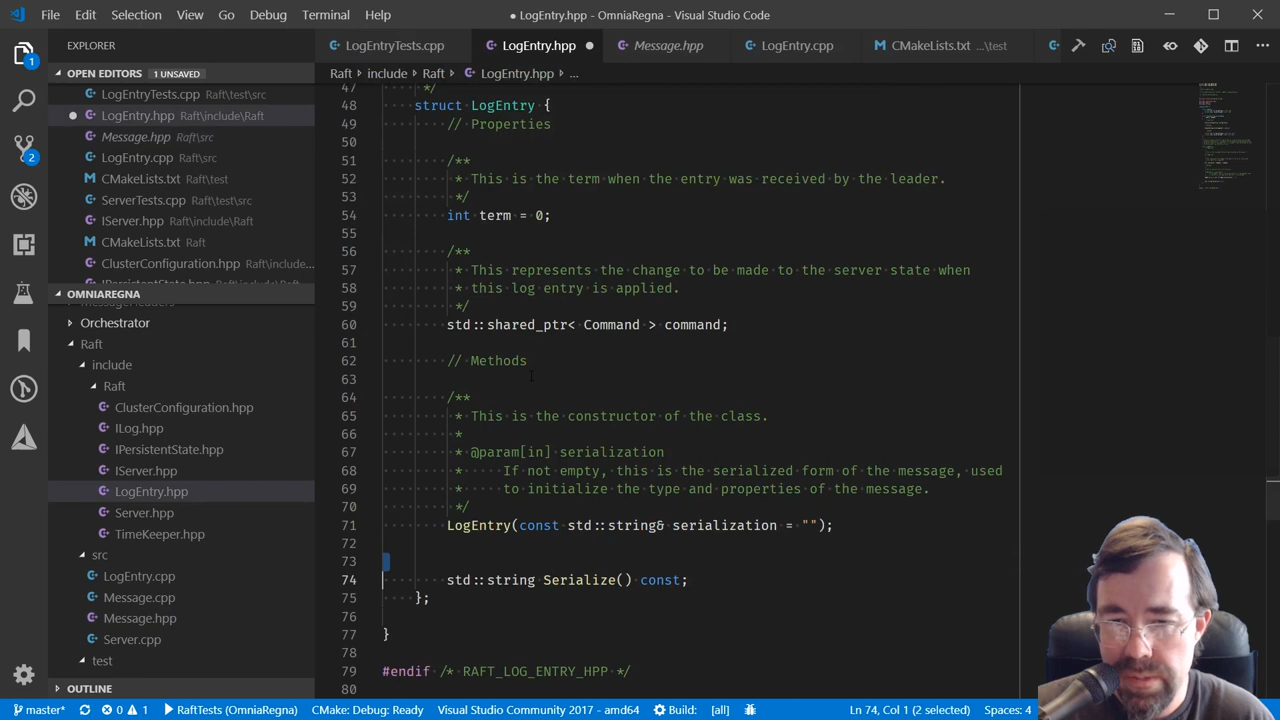 File Edit Selection View Go Debug Terminal Help
● LogEntry.hpp - OmniaRegna - Visual Studio Code
EXPLORER
LogEntryTests.cpp LogEntry.hpp ● Message.hpp LogEntry.cpp CMakeLists.txt ...\test
OPEN EDITORS 1 UNSAVED
Raft › include › Raft › LogEntry.hpp › ...
LogEntryTests.cpp Raft\test\src
LogEntry.hpp Raft\include\Raft
Message.hpp Raft\src
LogEntry.cpp Raft\src
CMakeLists.txt Raft\test
ServerTests.cpp Raft\test\src
IServer.hpp Raft\include\Raft
CMakeLists.txt Raft
ClusterConfiguration.hpp Raft\include...
OMNIAREGNA
Orchestrator
Raft
include
Raft
ClusterConfiguration.hpp
ILog.hpp
IPersistentState.hpp
IServer.hpp
LogEntry.hpp
Server.hpp
TimeKeeper.hpp
src
LogEntry.cpp
Message.cpp
Message.hpp
Server.cpp
test
OUTLINE
1
2
47 */
48 struct LogEntry {
49 // Properties
50
51 /**
52 * This is the term when the entry was received by the leader.
53 */
54 int term = 0;
55
56 /**
57 * This represents the change to be made to the server state when
58 * this log entry is applied.
59 */
60 std::shared_ptr< Command > command;
61
62 // Methods
63
64 /**
65 * This is the constructor of the class.
66 *
67 * @param[in] serialization
68 * If not empty, this is the serialized form of the message, used
69 * to initialize the type and properties of the message.
70 */
71 LogEntry(const std::string& serialization = "");
72
73
74 std::string Serialize() const;
75 };
76
77 }
78
79 #endif /* RAFT_LOG_ENTRY_HPP */
80
master* 0 1 RaftTests (OmniaRegna) CMake: Debug: Ready Visual Studio Community 2017 - amd64 Build: [all] Ln 74, Col 1 (2 selected) Spaces: 4